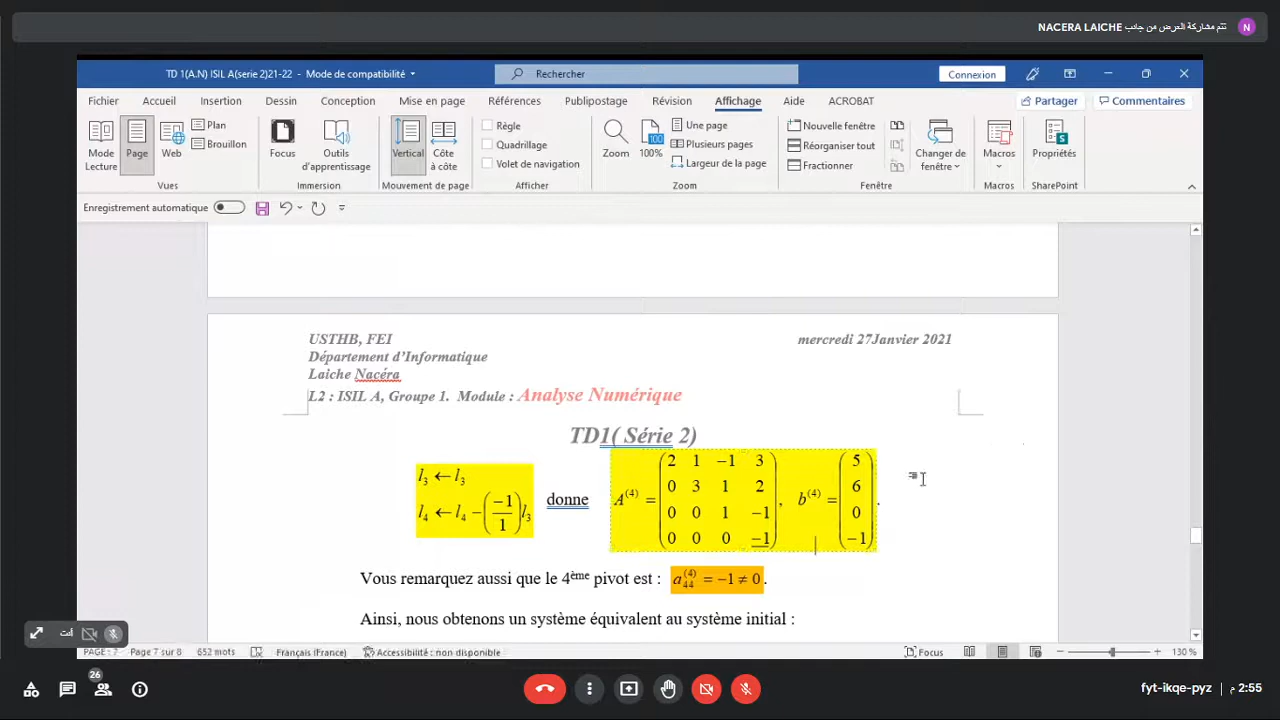 تتم مشاركة العرض من جانب NACERA LAICHE
N
TD 1(A.N) ISIL A(serie 2)21-22 - Mode de compatibilité
Rechercher
Connexion
Fichier Accueil Insertion Dessin Conception Mise en page Références Publipostage Révision Affichage Aide ACROBAT
Partager Commentaires
Mode Lecture
Page
Web
Plan
Brouillon
Vues
Focus
Outils d'apprentissage
Immersion
Vertical
Côte à côte
Mouvement de page
Règle
Quadrillage
Volet de navigation
Afficher
Zoom
100
100%
Une page
Plusieurs pages
Largeur de la page
Zoom
Nouvelle fenêtre
Réorganiser tout
Fractionner
Changer de fenêtre
Fenêtre
Macros
Macros
Propriétés
SharePoint
Enregistrement automatique
USTHB, FEI mercredi 27Janvier 2021
Département d'Informatique
Laiche Nacéra
L2 : ISIL A, Groupe 1. Module : Analyse Numérique
TD1( Série 2)
l₃ ← l₃
l₄ ← l₄ − (−1/1) l₃
donne
A⁽⁴⁾ = (2 1 −1 3
0 3 1 2
0 0 1 −1
0 0 0 −1) , b⁽⁴⁾ = (5
6
0
−1) .
Vous remarquez aussi que le 4ème pivot est : a₄₄⁽⁴⁾ = −1 ≠ 0 .
Ainsi, nous obtenons un système équivalent au système initial :
أنت
PAGE : 7 Page 7 sur 8 652 mots Français (France) Accessibilité : non disponible Focus 130 %
26
fyt-ikqe-pyz | 2:55 م